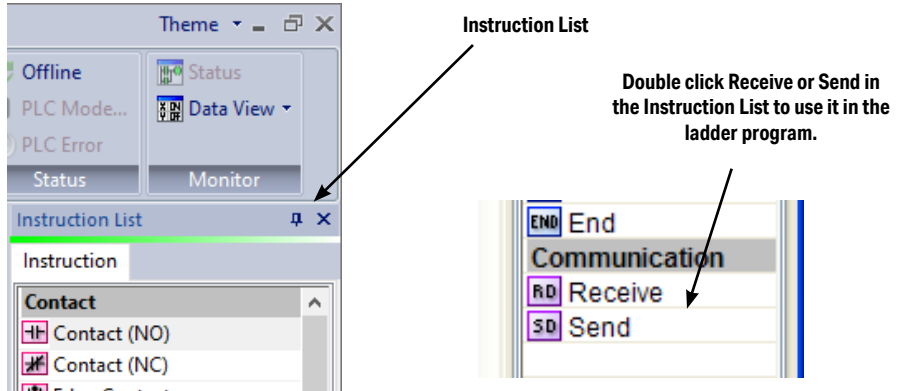 Theme
Instruction List
Offline
Status
PLC Mode...
Data View
PLC Error
Status
Monitor
Double click Receive or Send in
the Instruction List to use it in the
ladder program.
Instruction List
Instruction
Contact
Contact (NO)
Contact (NC)
END End
Communication
RD Receive
SD Send